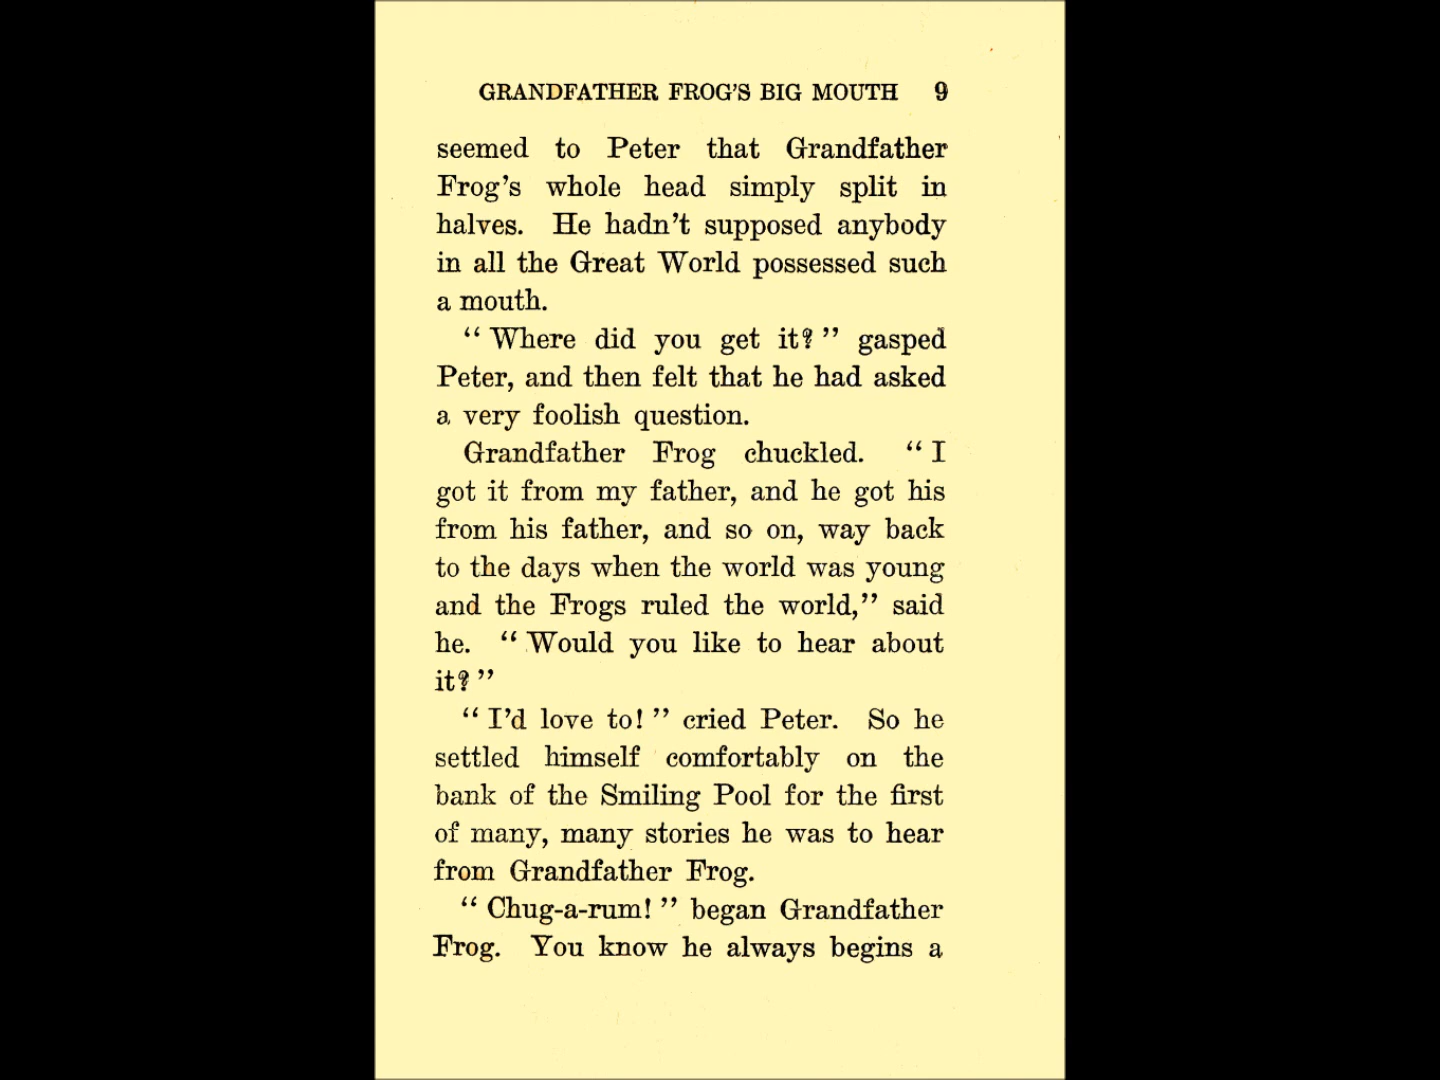 GRANDFATHER FROG'S BIG MOUTH 9
seemed to Peter that Grandfather
Frog's whole head simply split in
halves. He hadn't supposed anybody
in all the Great World possessed such
a mouth.
“ Where did you get it? ” gasped
Peter, and then felt that he had asked
a very foolish question.
Grandfather Frog chuckled. “ I
got it from my father, and he got his
from his father, and so on, way back
to the days when the world was young
and the Frogs ruled the world,” said
he. “ Would you like to hear about
it? ”
“ I'd love to! ” cried Peter. So he
settled himself comfortably on the
bank of the Smiling Pool for the first
of many, many stories he was to hear
from Grandfather Frog.
“ Chug-a-rum! ” began Grandfather
Frog. You know he always begins a